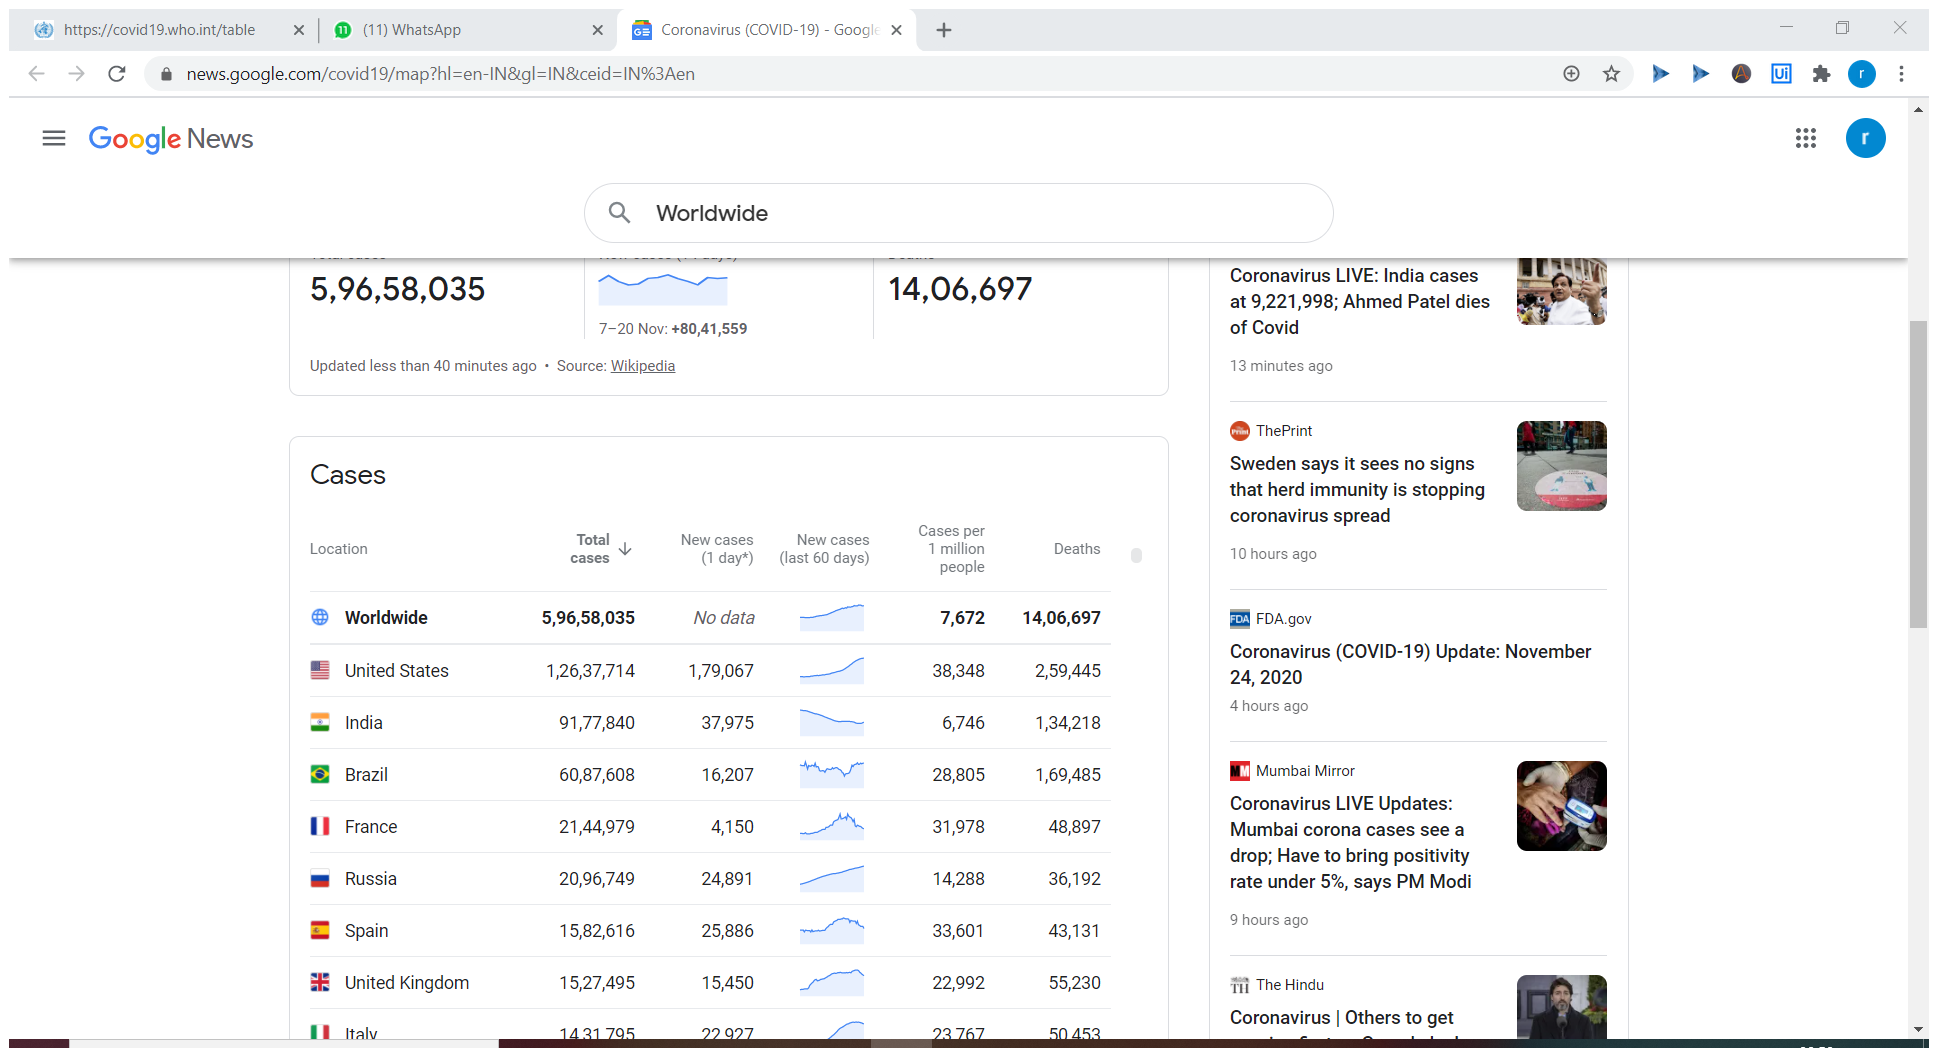 https://covid19.who.int/table
11
(11) WhatsApp
Coronavirus (COVID-19) - Google
news.google.com/covid19/map?hl=en-IN&gl=IN&ceid=IN%3Aen
Ui
r
Google News
r
Worldwide
5,96,58,035
7–20 Nov: +80,41,559
14,06,697
Updated less than 40 minutes ago • Source: Wikipedia
Cases
Location
Total cases
New cases (1 day*)
New cases (last 60 days)
Cases per 1 million people
Deaths
Worldwide 5,96,58,035 No data 7,672 14,06,697
United States 1,26,37,714 1,79,067 38,348 2,59,445
India 91,77,840 37,975 6,746 1,34,218
Brazil 60,87,608 16,207 28,805 1,69,485
France 21,44,979 4,150 31,978 48,897
Russia 20,96,749 24,891 14,288 36,192
Spain 15,82,616 25,886 33,601 43,131
United Kingdom 15,27,495 15,450 22,992 55,230
Italy 14,31,795 22,927 23,767 50,453
Coronavirus LIVE: India cases
at 9,221,998; Ahmed Patel dies
of Covid
13 minutes ago
ThePrint
Sweden says it sees no signs
that herd immunity is stopping
coronavirus spread
10 hours ago
FDA
FDA.gov
Coronavirus (COVID-19) Update: November
24, 2020
4 hours ago
MM
Mumbai Mirror
Coronavirus LIVE Updates:
Mumbai corona cases see a
drop; Have to bring positivity
rate under 5%, says PM Modi
9 hours ago
The Hindu
Coronavirus | Others to get